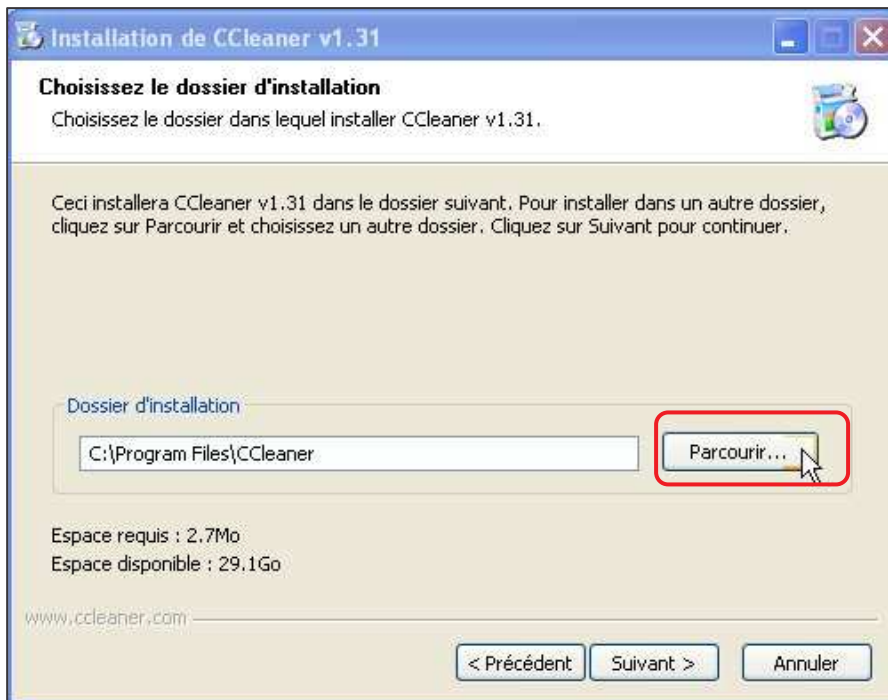 Installation de CCleaner v1.31
Choisissez le dossier d'installation
Choisissez le dossier dans lequel installer CCleaner v1.31.
Ceci installera CCleaner v1.31 dans le dossier suivant. Pour installer dans un autre dossier,
cliquez sur Parcourir et choisissez un autre dossier. Cliquez sur Suivant pour continuer.
Dossier d'installation
C:\Program Files\CCleaner
Parcourir...
Espace requis : 2.7Mo
Espace disponible : 29.1Go
www.ccleaner.com
< Précédent
Suivant >
Annuler